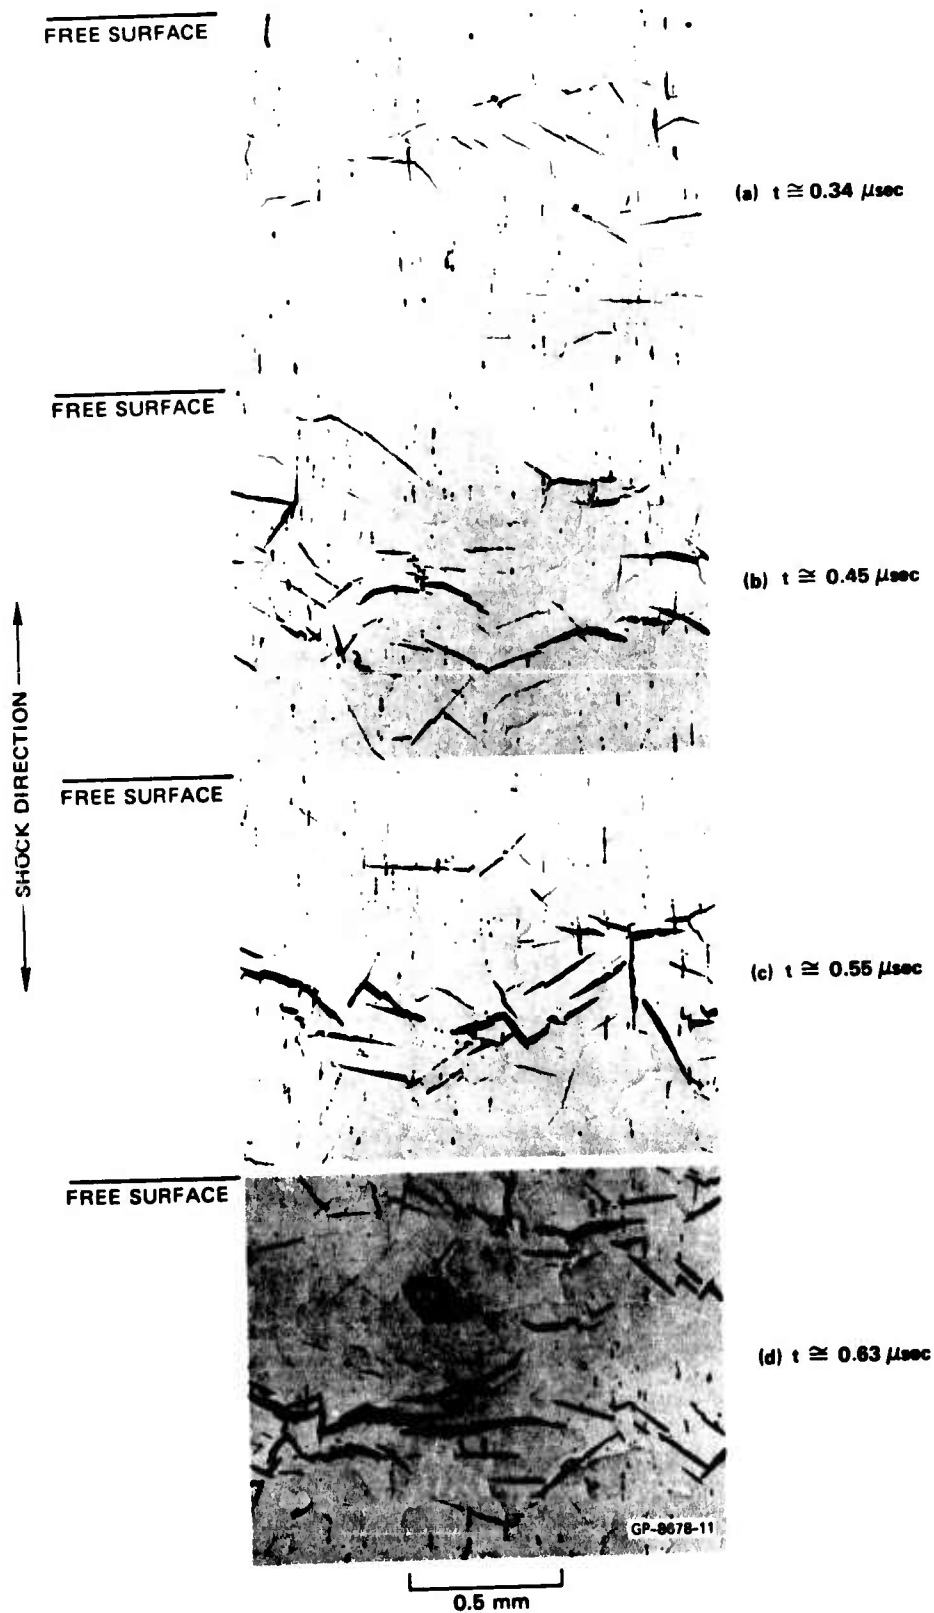 FREE SURFACE
(a) t ≅ 0.34 μsec
FREE SURFACE
(b) t ≅ 0.45 μsec
SHOCK DIRECTION
FREE SURFACE
(c) t ≅ 0.55 μsec
FREE SURFACE
(d) t ≅ 0.63 μsec
GP-8678-11
0.5 mm